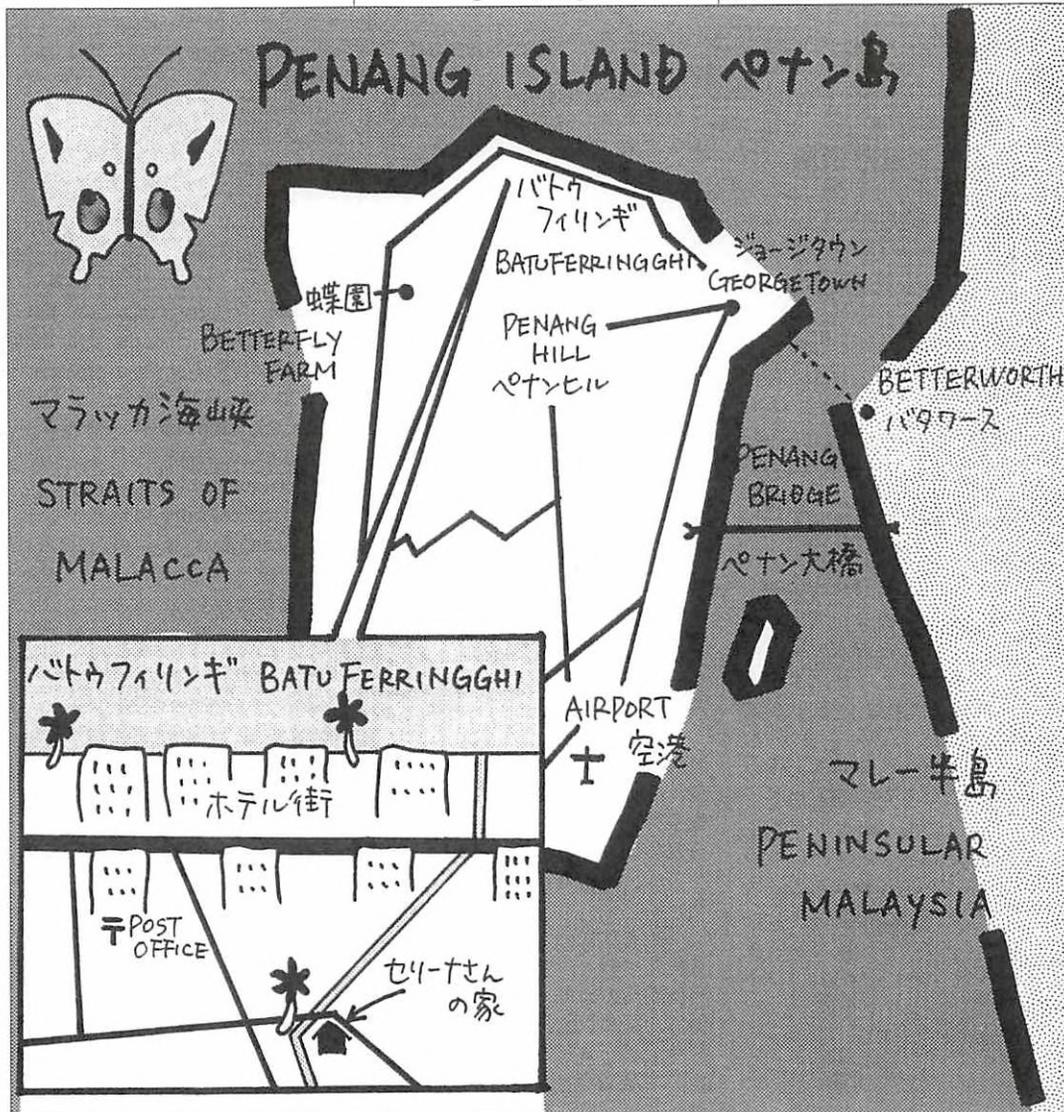 PENANG ISLAND ペナン島
バトゥ
フィリンギ
BATUFERRINGGHI
ジョージタウン
GEORGETOWN
蝶園
BETTERFLY
FARM
PENANG
HILL
ペナンヒル
マラッカ海峡
STRAITS OF
MALACCA
BETTERWORTH
バタワース
PENANG
BRIDGE
ペナン大橋
AIRPORT
空港
マレー半島
PENINSULAR
MALAYSIA
バトゥフィリンギ BATU FERRINGGHI
ホテル街
〒POST
OFFICE
セリーナさん
の家